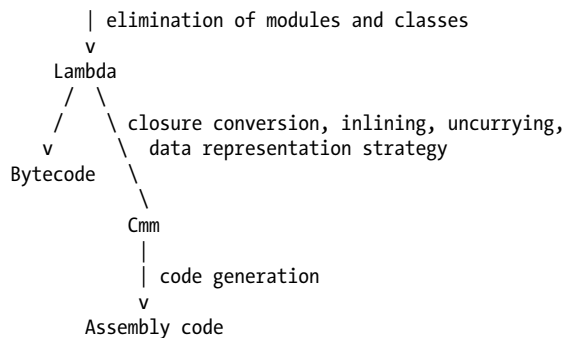 | elimination of modules and classes
v
Lambda
/ \
/ \ closure conversion, inlining, uncurrying,
v \ data representation strategy
Bytecode \
\
Cmm
|
| code generation
v
Assembly code